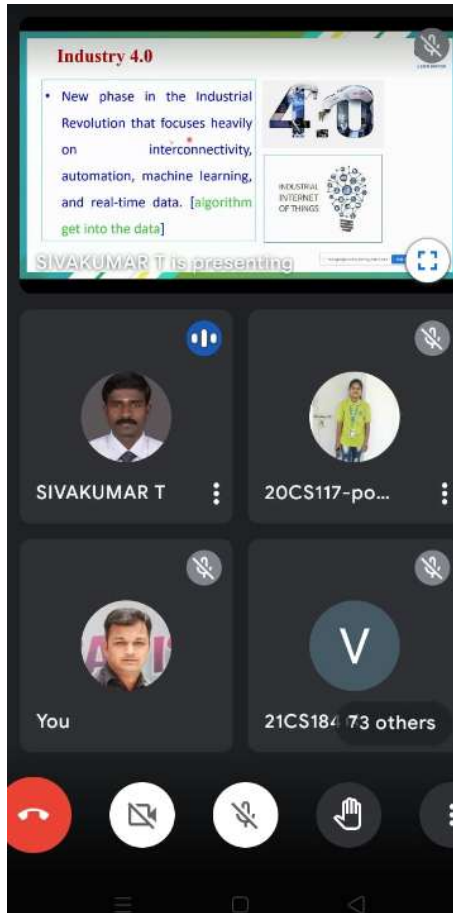 Industry 4.0
• New phase in the Industrial
Revolution that focuses heavily
on interconnectivity,
automation, machine learning,
and real-time data. [algorithm
get into the data]
4.0
INDUSTRIAL
INTERNET
OF THINGS
SIVAKUMAR T is presenting
SIVAKUMAR T
20CS117-po...
You
V
21CS184
73 others